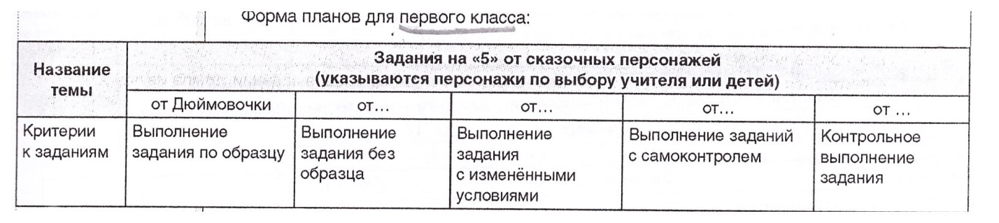 Форма планов для первого класса:
Название
темы
Задания на «5» от сказочных персонажей
(указываются персонажи по выбору учителя или детей)
от Дюймовочки
от...
от...
от...
от ...
Критерии
к заданиям
Выполнение
задания по образцу
Выполнение
задания без
образца
Выполнение
задания
с изменёнными
условиями
Выполнение заданий
с самоконтролем
Контрольное
выполнение
задания